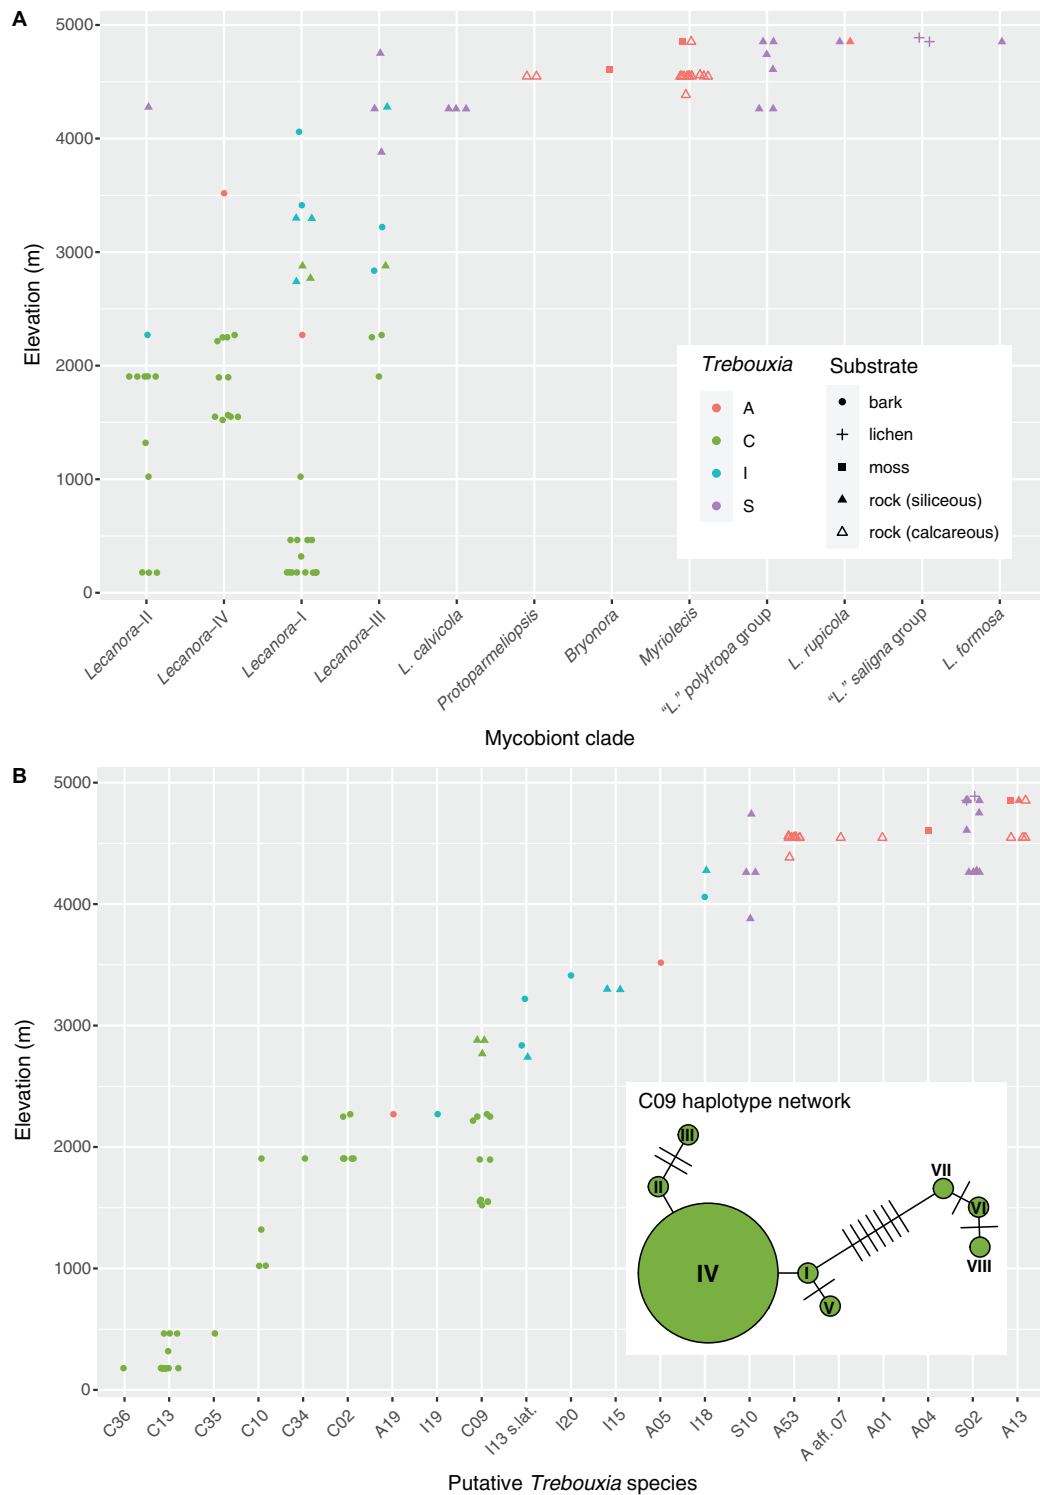 A
5000
4000
3000
2000
1000
0
Elevation (m)
Trebouxia
A
C
I
S
Substrate
bark
lichen
moss
rock (siliceous)
rock (calcareous)
Lecanora–II
Lecanora–IV
Lecanora–I
Lecanora–III
L. calvicola
Protoparmeliopsis
Bryonora
Myriolecis
“L.” polytropa group
L. rupicola
“L.” saligna group
L. formosa
Mycobiont clade
B
5000
4000
3000
2000
1000
0
Elevation (m)
C09 haplotype network
III
II
IV
I
V
VII
VI
VIII
C36
C13
C35
C10
C34
C02
A19
I19
C09
I13 s.lat.
I20
I15
A05
I18
S10
A53
A aff. 07
A01
A04
S02
A13
Putative Trebouxia species